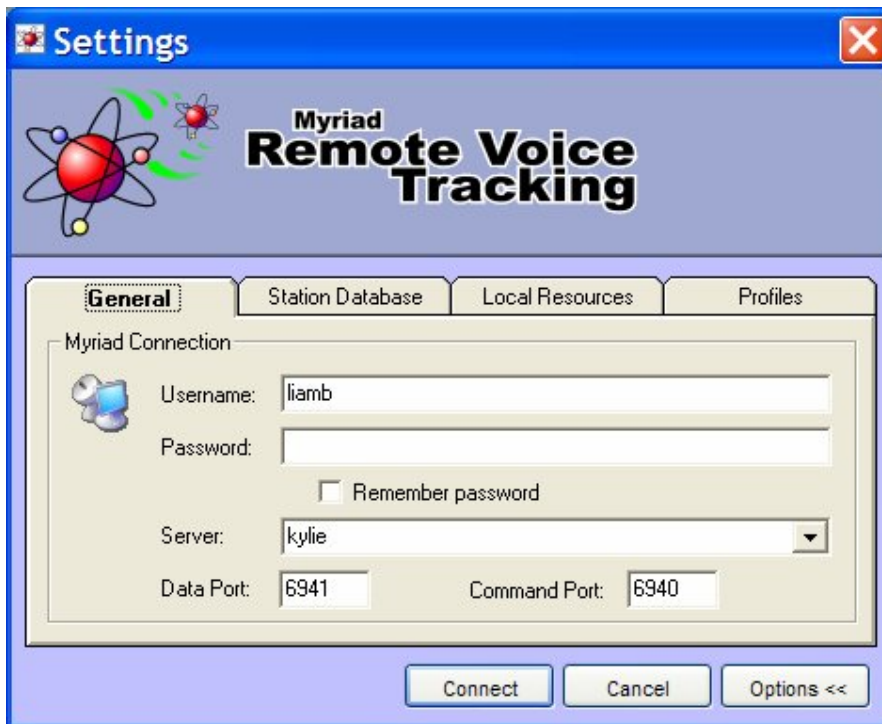 Settings
Myriad
Remote Voice
Tracking
General
Station Database
Local Resources
Profiles
Myriad Connection
Username: liamb
Password:
Remember password
Server: kylie
Data Port: 6941 Command Port: 6940
Connect Cancel Options <<